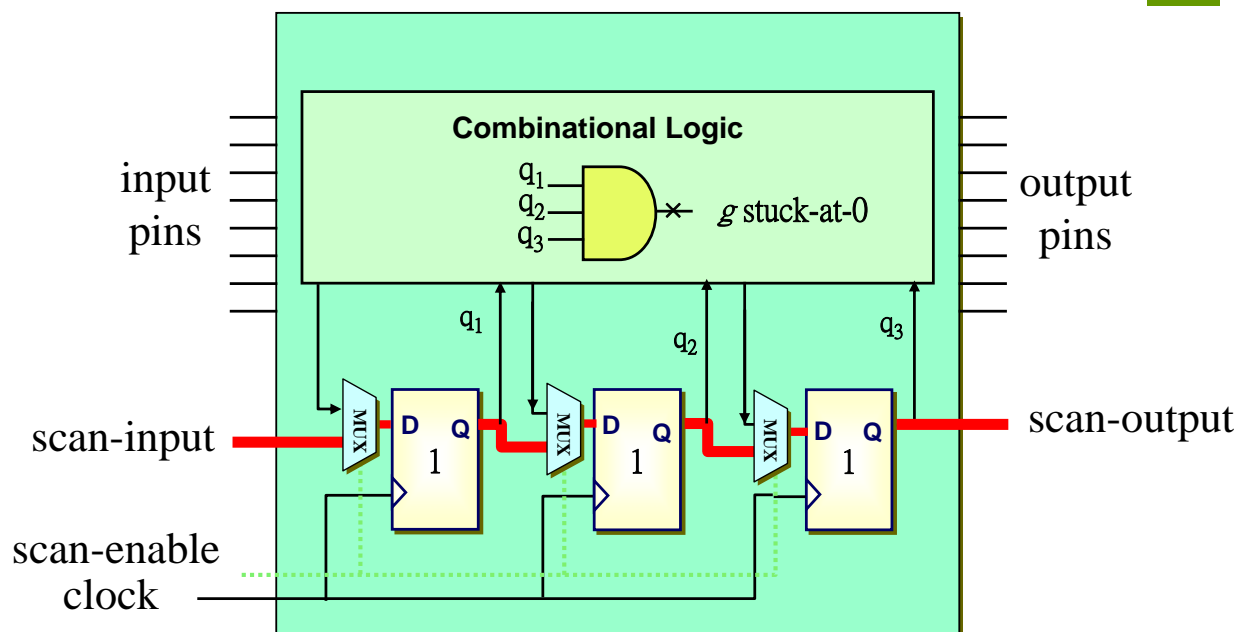 Combinational Logic
q₁
q₂
q₃
g stuck-at-0
input
pins
output
pins
q₁
q₂
q₃
MUX
D Q
1
MUX
D Q
1
MUX
D Q
1
scan-input
scan-output
scan-enable
clock